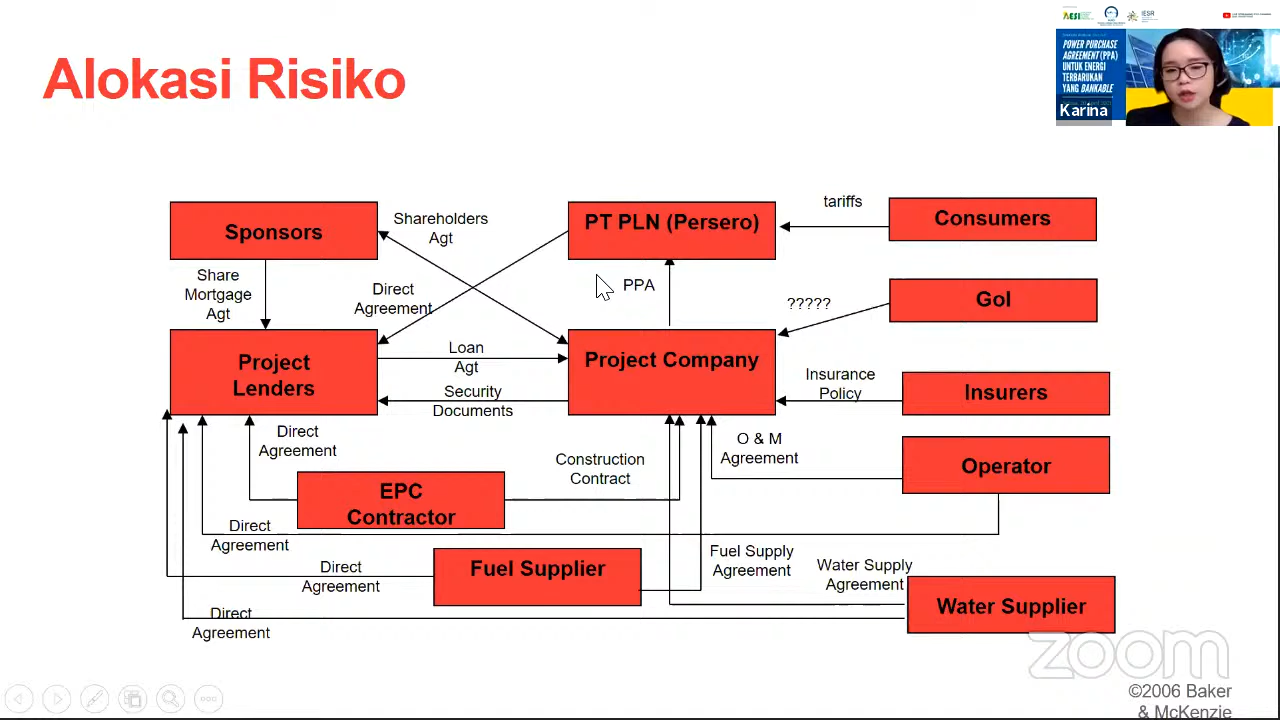 Alokasi Risiko
AESI
IESR
POWER PURCHASE
AGREEMENT (PPA)
UNTUK ENERGI
TERBARUKAN
YANG BANKABLE
Karina
Sponsors
Shareholders
Agt
PT PLN (Persero)
tariffs
Consumers
Share
Mortgage
Agt
Direct
Agreement
PPA
?????
GoI
Project
Lenders
Loan
Agt
Security
Documents
Project Company
Insurance
Policy
Insurers
Direct
Agreement
EPC
Contractor
Construction
Contract
O & M
Agreement
Operator
Direct
Agreement
Direct
Agreement
Fuel Supplier
Fuel Supply
Agreement
Water Supply
Agreement
Water Supplier
Direct
Agreement
zoom
©2006 Baker
& McKenzie